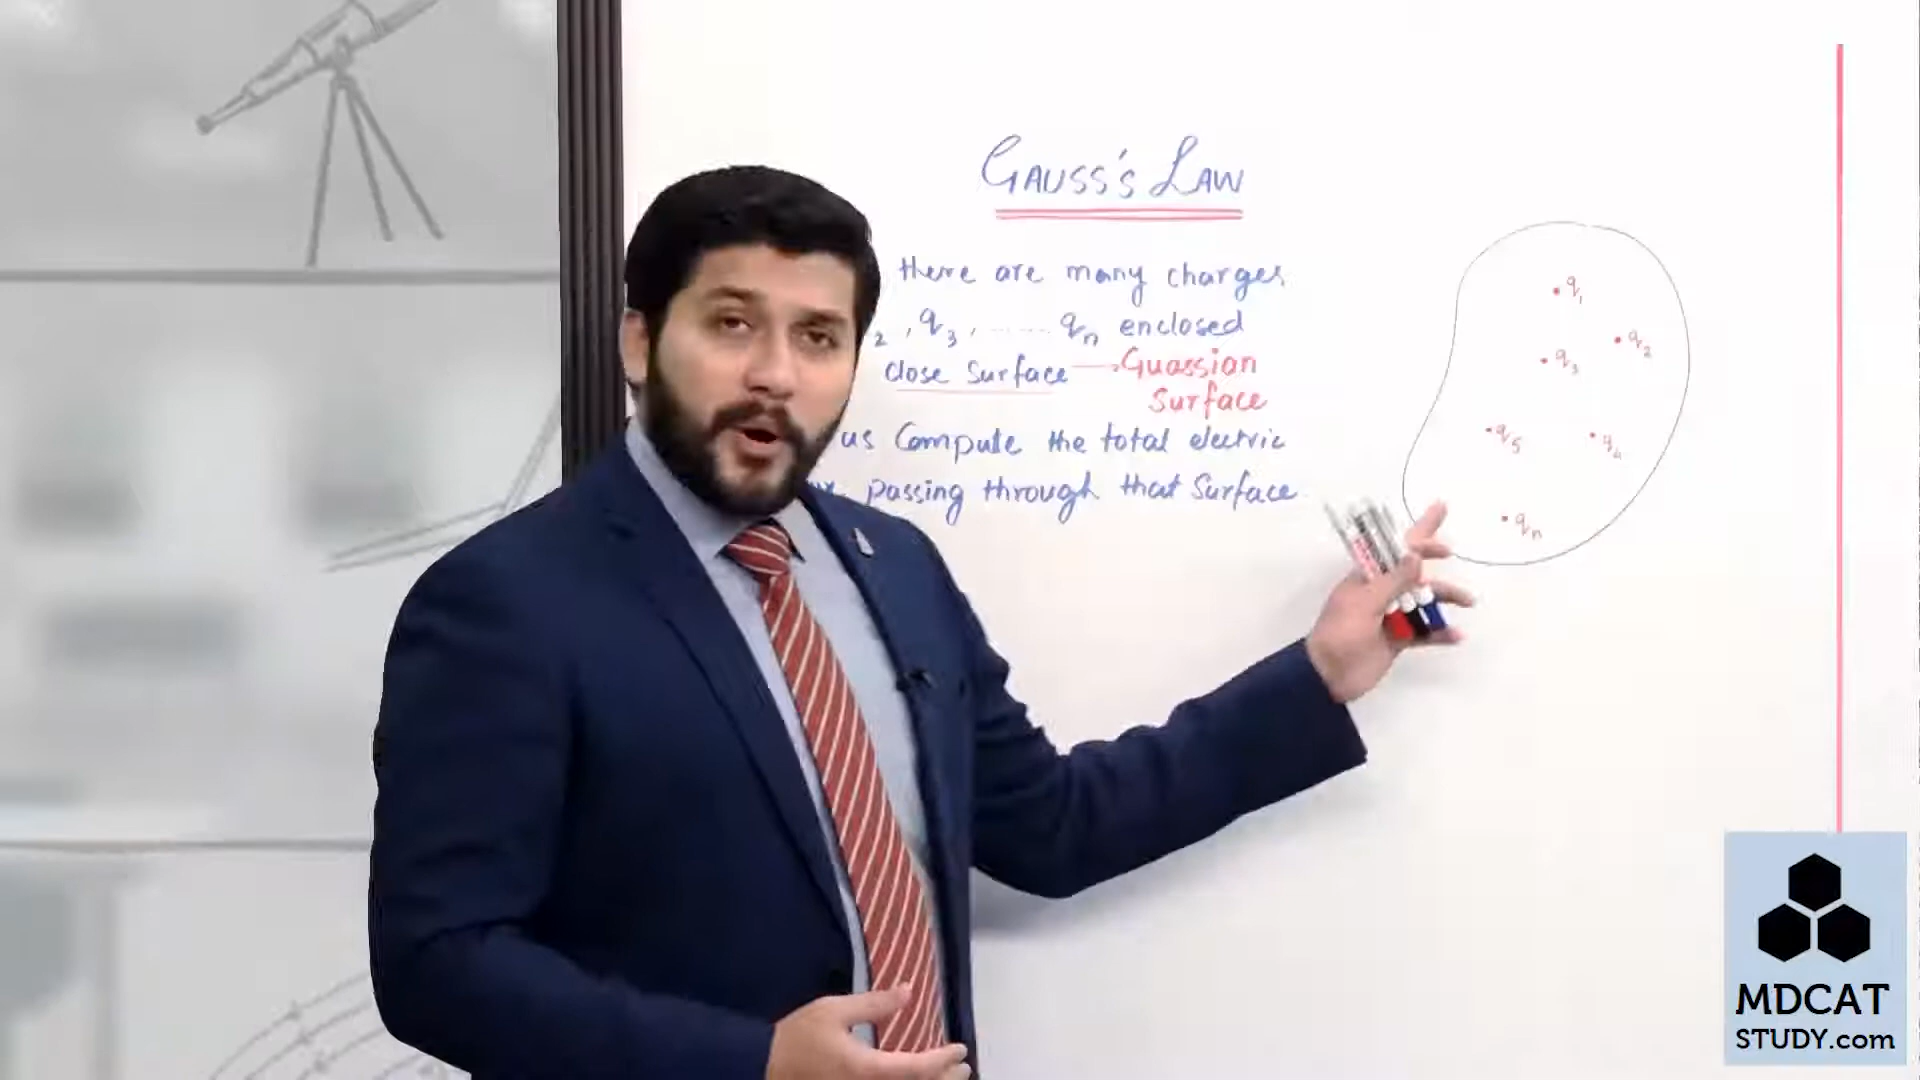 GAUSS'S LAW
there are many charges
2, q3, ...... qn enclosed
close Surface → Guassian
Surface
us Compute the total electric
passing through that Surface.
q1
q2
q3
q5
q4
qn
MDCAT
STUDY.com